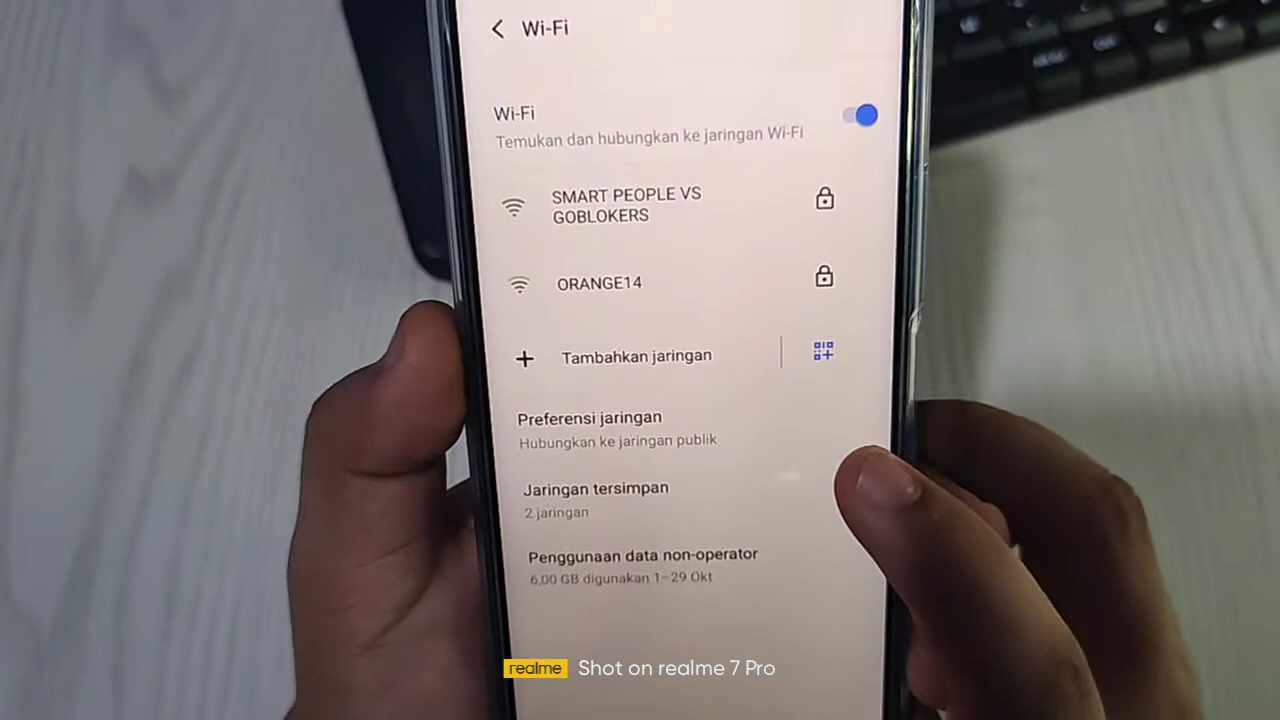 Wi-Fi
Wi-Fi
Temukan dan hubungkan ke jaringan Wi-Fi
SMART PEOPLE VS
GOBLOKERS
ORANGE14
Tambahkan jaringan
Preferensi jaringan
Hubungkan ke jaringan publik
Jaringan tersimpan
2 jaringan
Penggunaan data non-operator
6,00 GB digunakan 1–29 Okt
realme Shot on realme 7 Pro